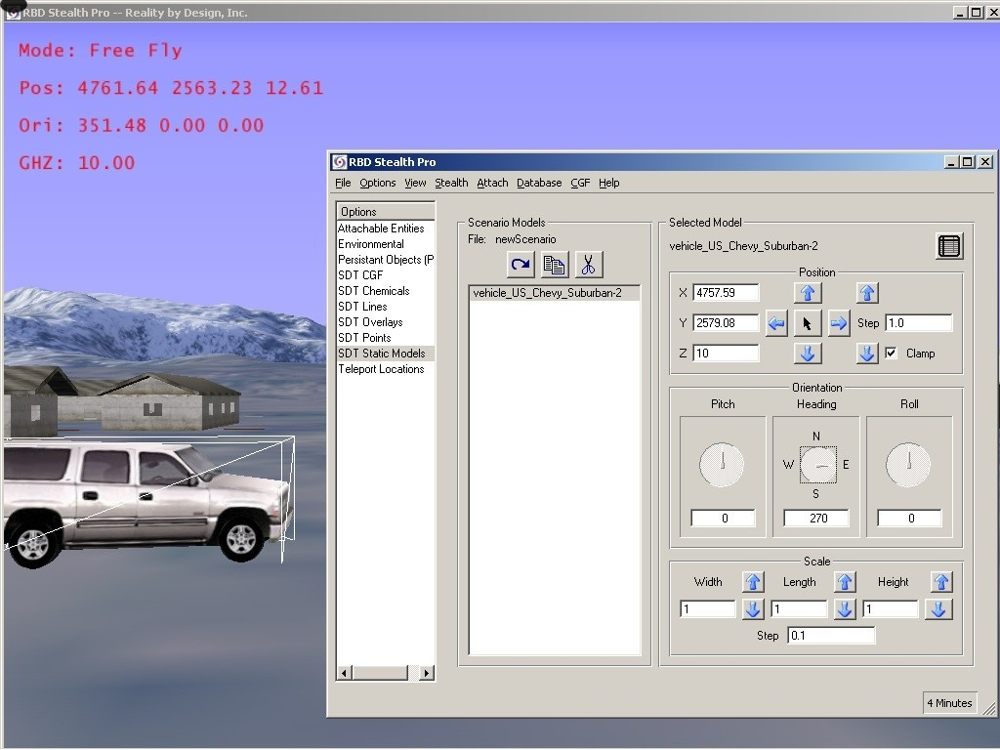 RBD Stealth Pro -- Reality by Design, Inc.
Mode: Free Fly
Pos: 4761.64 2563.23 12.61
Ori: 351.48 0.00 0.00
GHZ: 10.00
RBD Stealth Pro
File Options View Stealth Attach Database CGF Help
Options
Attachable Entities
Environmental
Persistant Objects (P
SDT CGF
SDT Chemicals
SDT Lines
SDT Overlays
SDT Points
SDT Static Models
Teleport Locations
Scenario Models
File: newScenario
vehicle_US_Chevy_Suburban-2
Selected Model
vehicle_US_Chevy_Suburban-2
Position
X 4757.59
Y 2579.08 Step 1.0
Z 10 Clamp
Orientation
Pitch Heading Roll
N
W E
S
0 270 0
Scale
Width Length Height
1 1 1
Step 0.1
4 Minutes